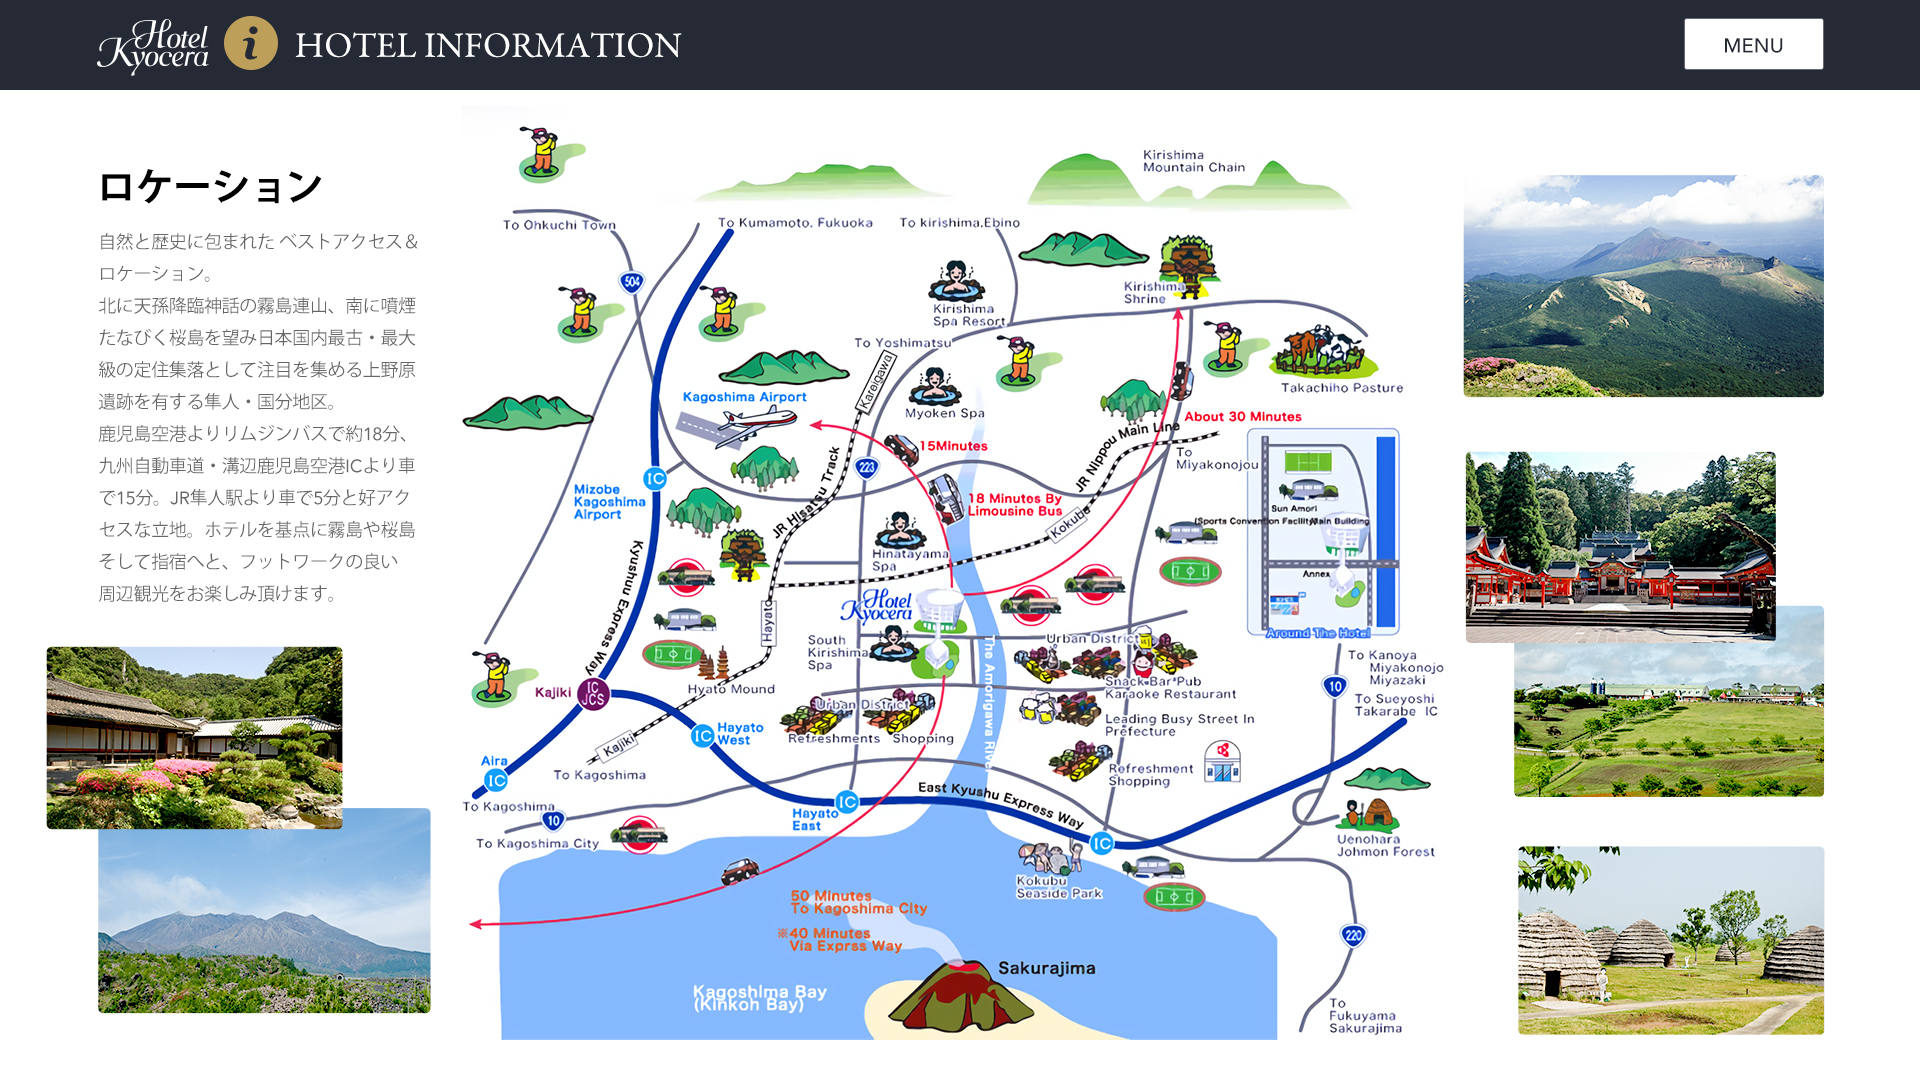 Hotel
Kyocera
i
HOTEL INFORMATION
MENU
ロケーション
自然と歴史に包まれた ベストアクセス＆
ロケーション。
北に天孫降臨神話の霧島連山、南に噴煙
たなびく桜島を望み日本国内最古・最大
級の定住集落として注目を集める上野原
遺跡を有する隼人・国分地区。
鹿児島空港よりリムジンバスで約18分、
九州自動車道・溝辺鹿児島空港ICより車
で15分。JR隼人駅より車で5分と好アク
セスな立地。ホテルを基点に霧島や桜島
そして指宿へと、フットワークの良い
周辺観光をお楽しみ頂けます。
Kirishima
Mountain Chain
To Ohkuchi Town
To Kumamoto, Fukuoka
To kirishima,Ebino
504
Kirishima
Spa Resort
Kirishima
Shrine
To Yoshimatsu
Kareigawa
Takachiho Pasture
Kagoshima Airport
Myoken Spa
About 30 Minutes
15Minutes
JR Nippou Main Line
To
Miyakonojou
223
IC
Mizobe
Kagoshima
Airport
JR Hisatsu Track
18 Minutes By
Limousine Bus
Kokubu
Sun Amori
(Sports Convention Facility)
Main Building
Annex
Around The Hotel
Hinatayama
Spa
Kyushu Express Way
Hayato
Hotel
Kyocera
South
Kirishima
Spa
The Amorigawa River
Urban District
Snack Bar*Pub
Karaoke Restaurant
To Kanoya
Miyakonojo
Miyazaki
10
To Sueyoshi
Takarabe IC
Kajiki
IC
JCS
Hyato Mound
Urban District
Refreshments
Shopping
Leading Busy Street In
Prefecture
IC
Hayato
West
Kajiki
To Kagoshima
Refreshment
Shopping
Aira
IC
To Kagoshima
10
To Kagoshima City
IC
Hayato
East
East Kyushu Express Way
IC
Uenohara
Johmon Forest
Kokubu
Seaside Park
50 Minutes
To Kagoshima City
※40 Minutes
Via Exprss Way
220
Sakurajima
Kagoshima Bay
(Kinkoh Bay)
To
Fukuyama
Sakurajima